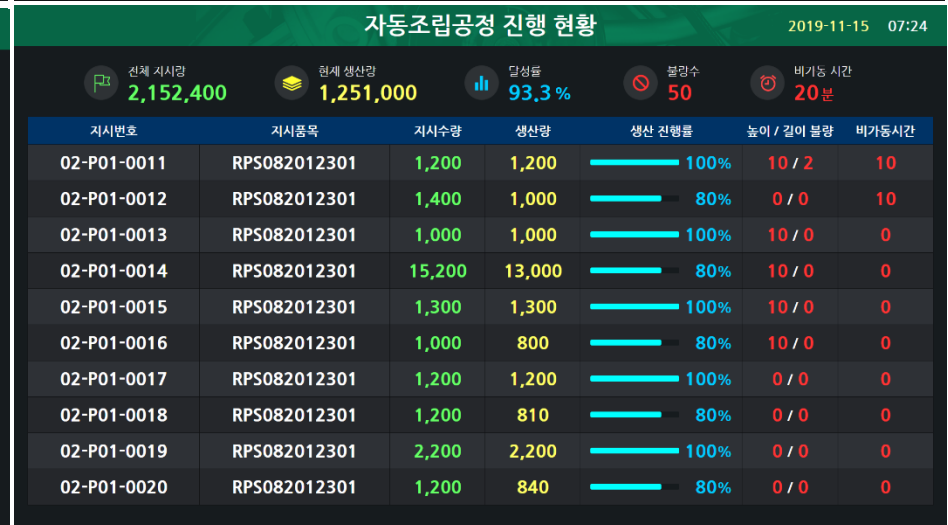 자동조립공정 진행 현황 2019-11-15 07:24
전체 지시량 현재 생산량 달성률 불량수 비가동 시간
2,152,400 1,251,000 93.3 % 50 20분
지시번호 지시품목 지시수량 생산량 생산 진행률 높이 / 길이 불량 비가동시간
02-P01-0011 RPS082012301 1,200 1,200 100% 10 / 2 10
02-P01-0012 RPS082012301 1,400 1,000 80% 0 / 0 10
02-P01-0013 RPS082012301 1,000 1,000 100% 10 / 0 0
02-P01-0014 RPS082012301 15,200 13,000 80% 10 / 0 0
02-P01-0015 RPS082012301 1,300 1,300 100% 10 / 0 0
02-P01-0016 RPS082012301 1,000 800 80% 10 / 0 0
02-P01-0017 RPS082012301 1,200 1,200 100% 0 / 0 0
02-P01-0018 RPS082012301 1,200 810 80% 0 / 0 0
02-P01-0019 RPS082012301 2,200 2,200 100% 0 / 0 0
02-P01-0020 RPS082012301 1,200 840 80% 0 / 0 0